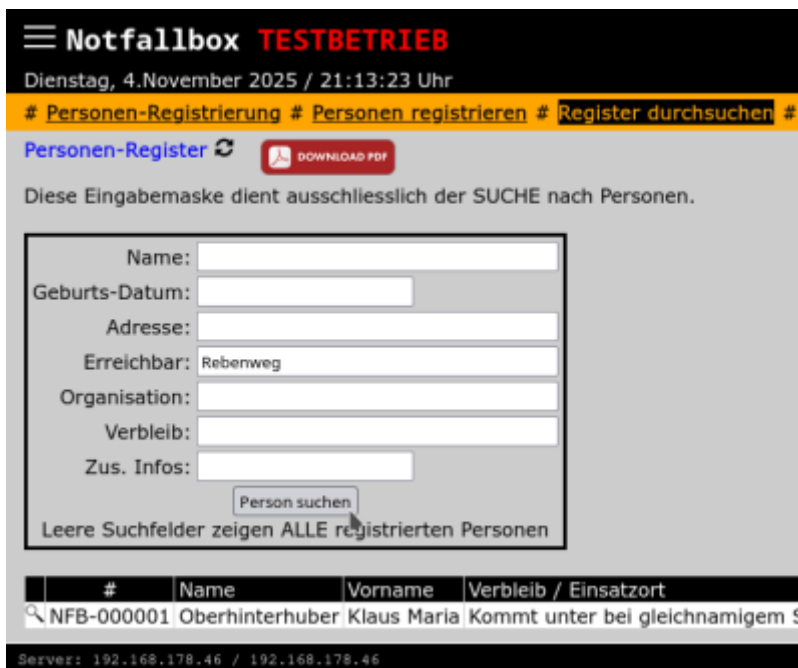 Notfallbox TESTBETRIEB
Dienstag, 4.November 2025 / 21:13:23 Uhr
# Personen-Registrierung # Personen registrieren # Register durchsuchen #
Personen-Register DOWNLOAD PDF
Diese Eingabemaske dient ausschliesslich der SUCHE nach Personen.
Name:
Geburts-Datum:
Adresse:
Erreichbar: Rebenweg
Organisation:
Verbleib:
Zus. Infos:
Person suchen
Leere Suchfelder zeigen ALLE registrierten Personen
# Name Vorname Verbleib / Einsatzort
NFB-000001 Oberhinterhuber Klaus Maria Kommt unter bei gleichnamigem S
Server: 192.168.178.46 / 192.168.178.46